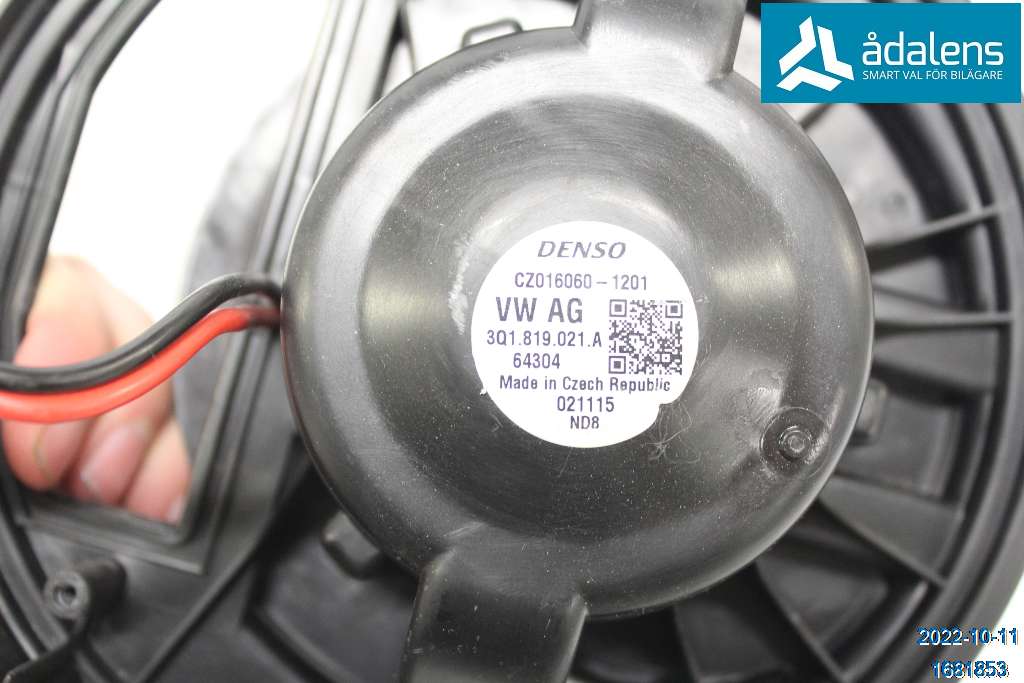 ådalens
SMART VAL FÖR BILÄGARE
DENSO
CZ016060-1201
VW AG
3Q1.819.021.A
64304
Made in Czech Republic
021115
ND8
2022-10-11
1681853